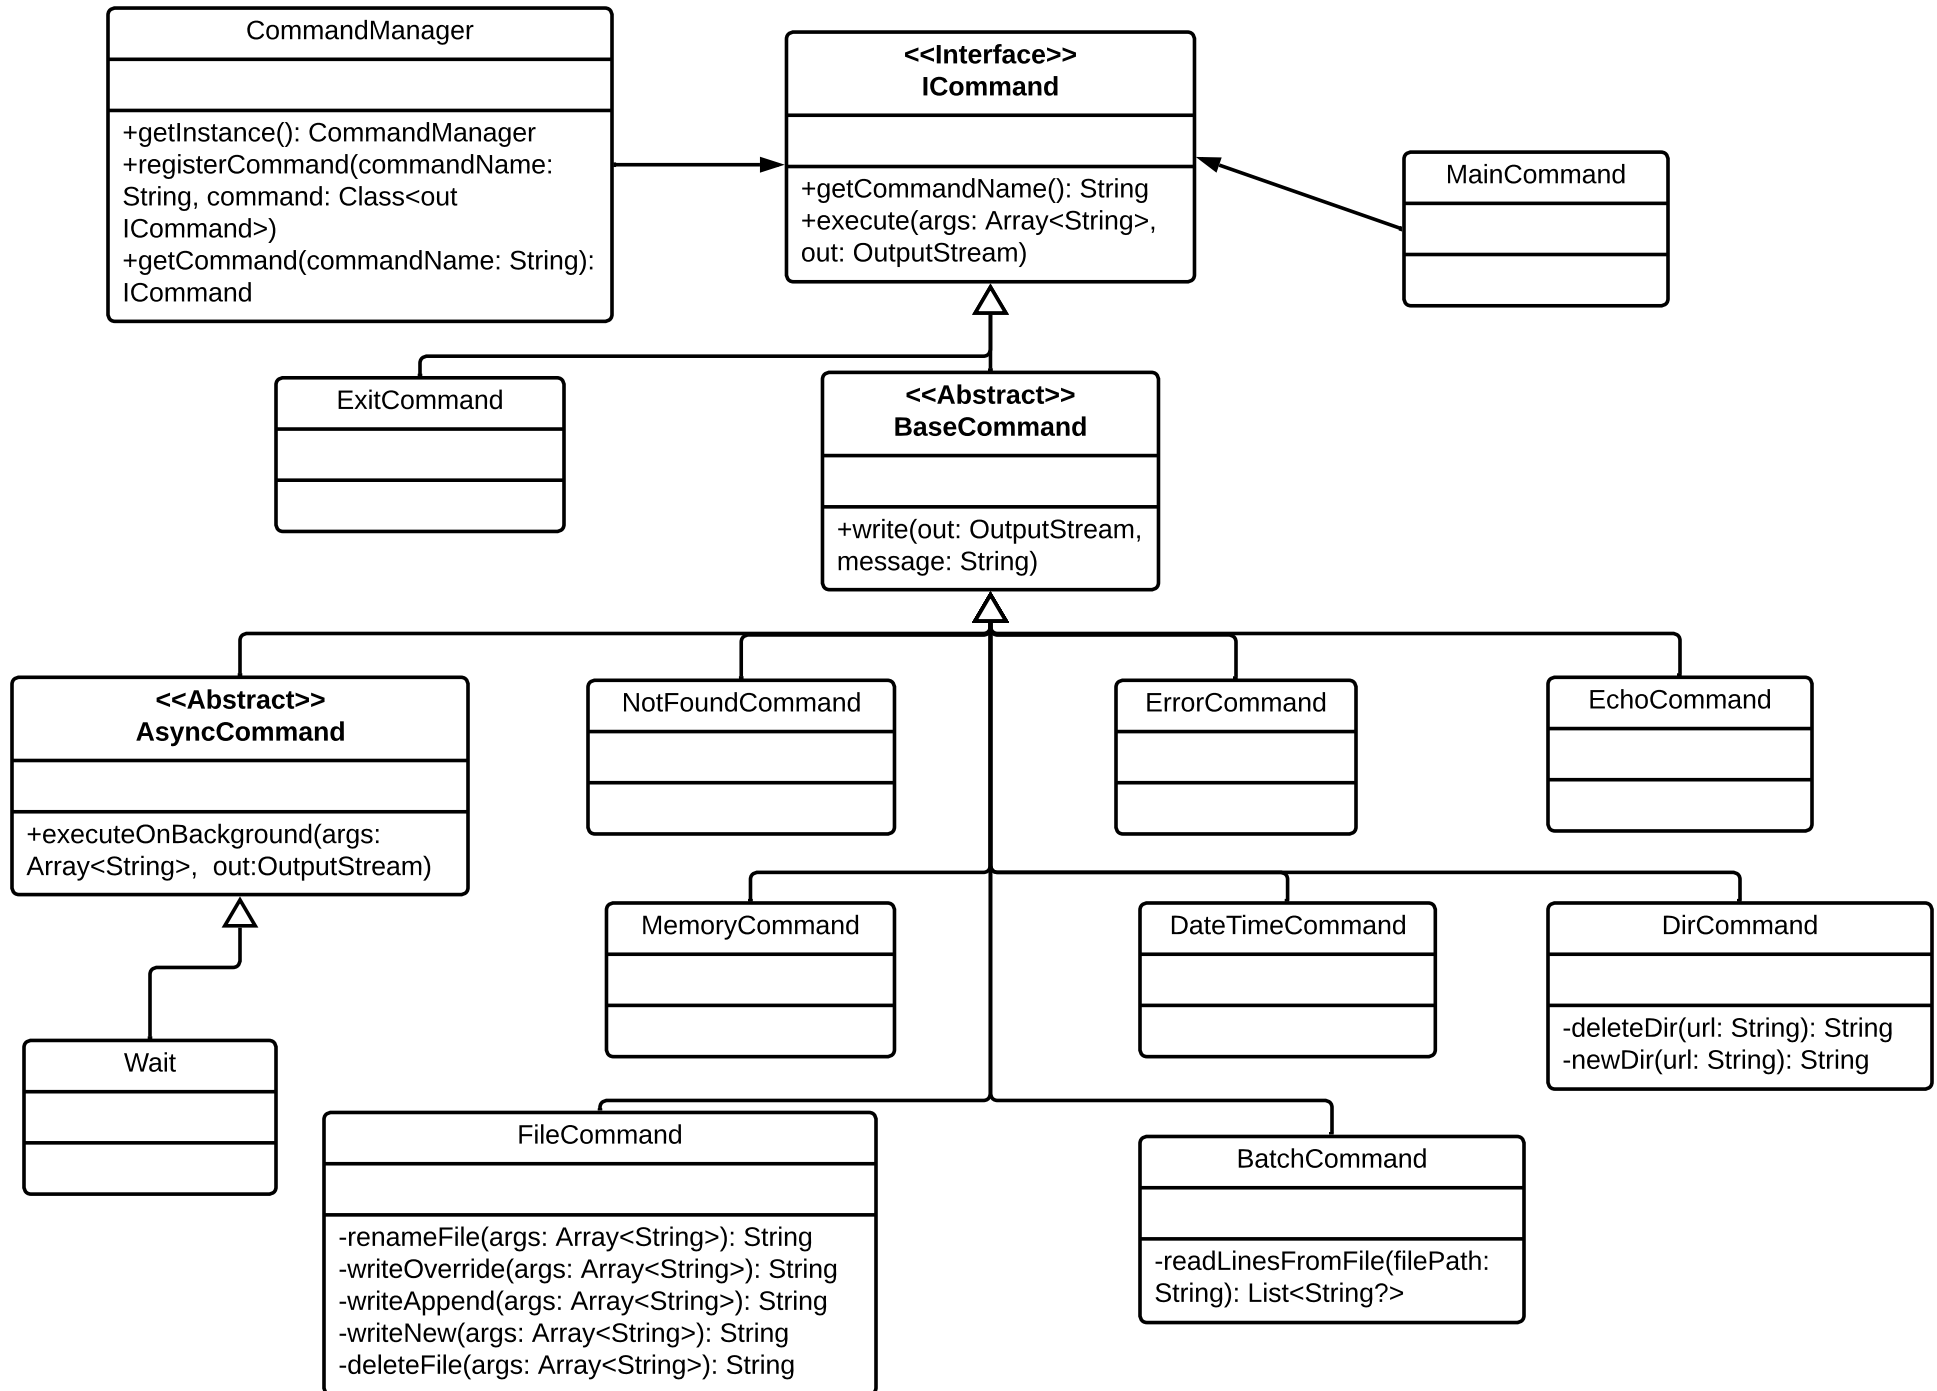 CommandManager
+getInstance(): CommandManager
+registerCommand(commandName:
String, command: Class<out
ICommand>)
+getCommand(commandName: String):
ICommand
<<Interface>>
ICommand
+getCommandName(): String
+execute(args: Array<String>,
out: OutputStream)
MainCommand
ExitCommand
<<Abstract>>
BaseCommand
+write(out: OutputStream,
message: String)
<<Abstract>>
AsyncCommand
+executeOnBackground(args:
Array<String>,  out:OutputStream)
NotFoundCommand
ErrorCommand
EchoCommand
MemoryCommand
DateTimeCommand
DirCommand
-deleteDir(url: String): String
-newDir(url: String): String
Wait
FileCommand
-renameFile(args: Array<String>): String
-writeOverride(args: Array<String>): String
-writeAppend(args: Array<String>): String
-writeNew(args: Array<String>): String
-deleteFile(args: Array<String>): String
BatchCommand
-readLinesFromFile(filePath:
String): List<String?>